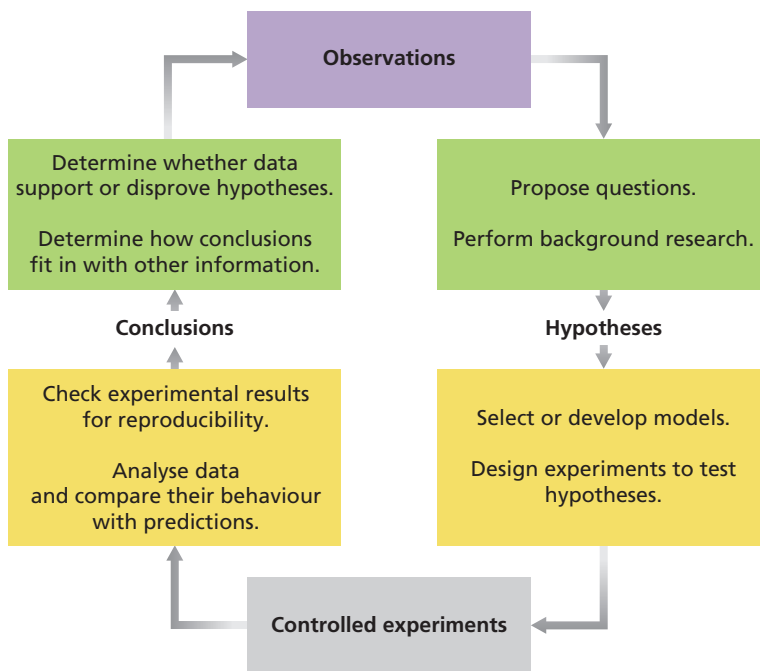 Observations
Propose questions.
Perform background research.
Hypotheses
Select or develop models.
Design experiments to test
hypotheses.
Controlled experiments
Check experimental results
for reproducibility.
Analyse data
and compare their behaviour
with predictions.
Conclusions
Determine whether data
support or disprove hypotheses.
Determine how conclusions
fit in with other information.